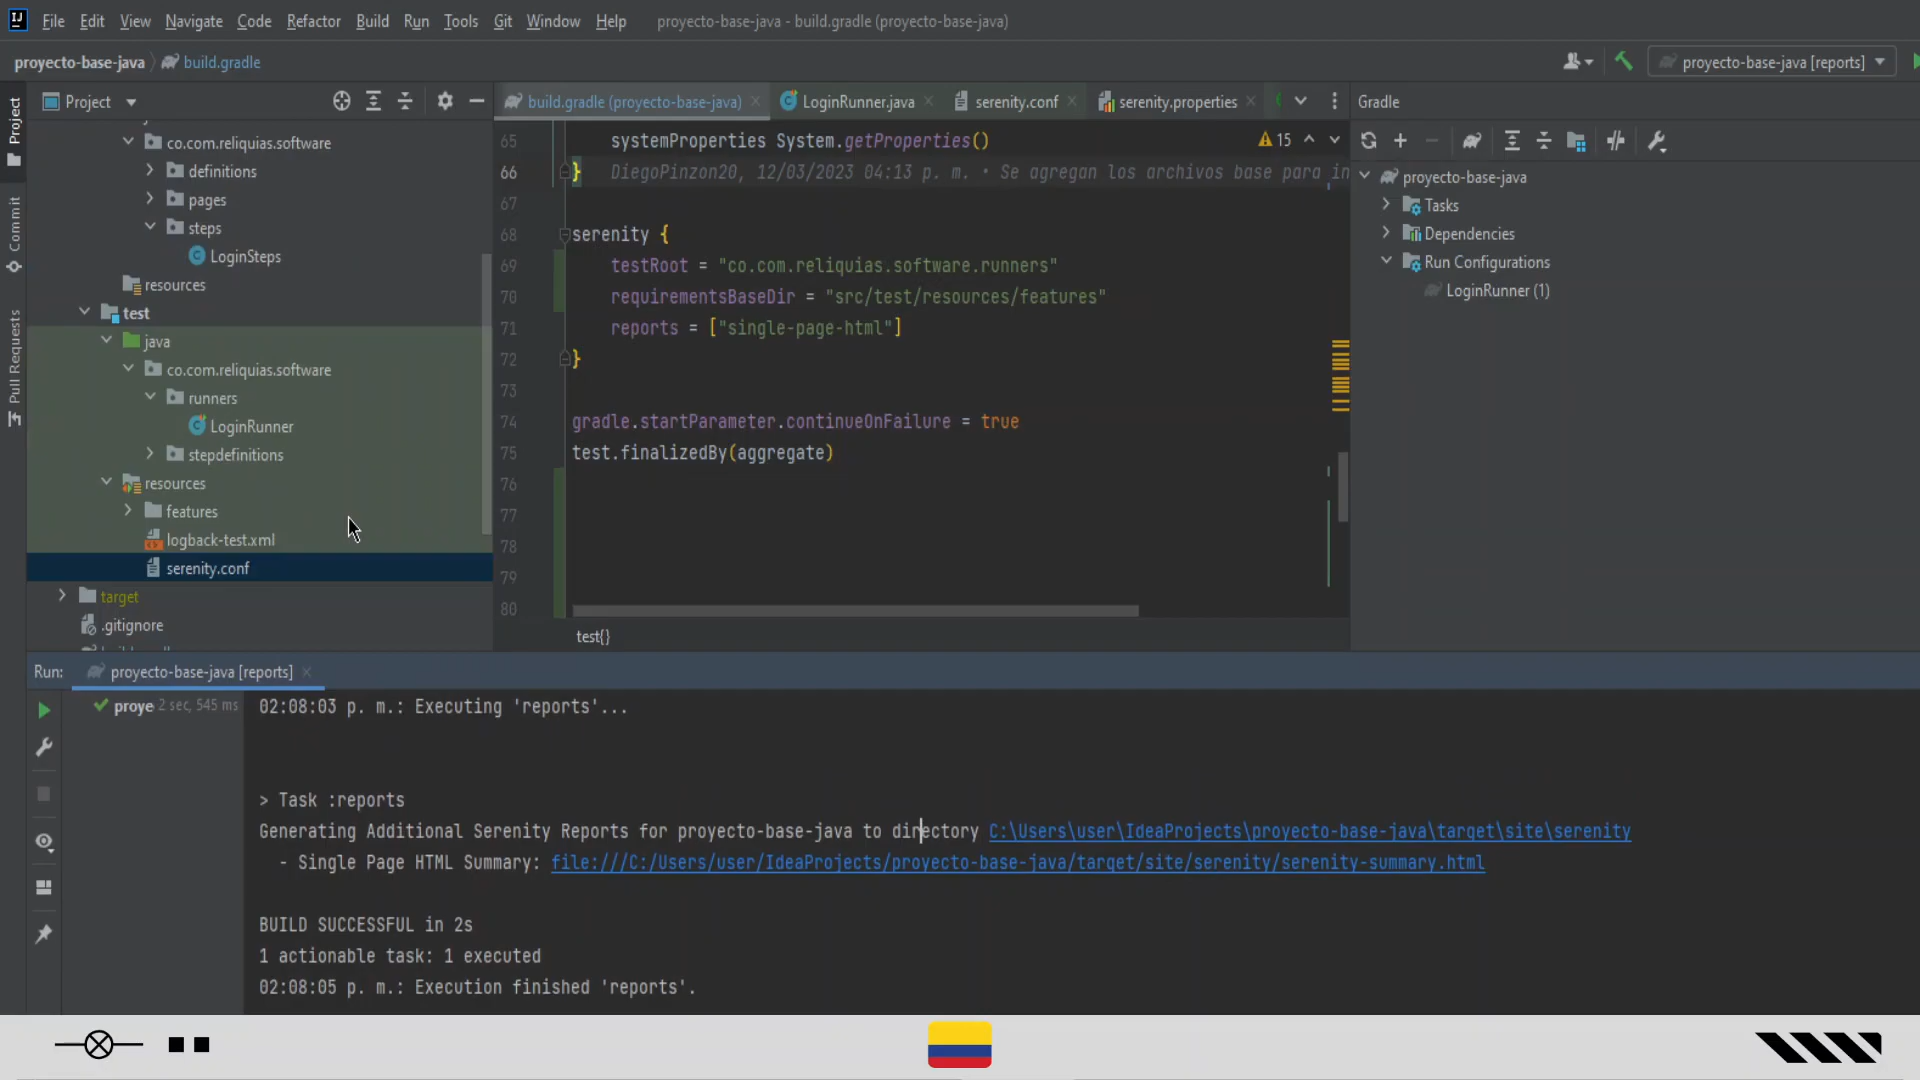 File Edit View Navigate Code Refactor Build Run Tools Git Window Help proyecto-base-java - build.gradle (proyecto-base-java)
proyecto-base-java build.gradle
proyecto-base-java [reports]
Project
Commit
Pull Requests
Project
co.com.reliquias.software
definitions
pages
steps
LoginSteps
resources
test
java
co.com.reliquias.software
runners
LoginRunner
stepdefinitions
resources
features
logback-test.xml
serenity.conf
target
.gitignore
build.gradle (proyecto-base-java) LoginRunner.java serenity.conf serenity.properties
15
65 systemProperties System.getProperties()
66 } DiegoPinzon20, 12/03/2023 04:13 p. m. · Se agregan los archivos base para in
67
68 serenity {
69 testRoot = "co.com.reliquias.software.runners"
70 requirementsBaseDir = "src/test/resources/features"
71 reports = ["single-page-html"]
72 }
73
74 gradle.startParameter.continueOnFailure = true
75 test.finalizedBy(aggregate)
76
77
78
79
80
test{}
Gradle
proyecto-base-java
Tasks
Dependencies
Run Configurations
LoginRunner (1)
Run: proyecto-base-java [reports]
proye 2 sec, 545 ms
02:08:03 p. m.: Executing 'reports'...
> Task :reports
Generating Additional Serenity Reports for proyecto-base-java to directory C:\Users\user\IdeaProjects\proyecto-base-java\target\site\serenity
- Single Page HTML Summary: file:///C:/Users/user/IdeaProjects/proyecto-base-java/target/site/serenity/serenity-summary.html
BUILD SUCCESSFUL in 2s
1 actionable task: 1 executed
02:08:05 p. m.: Execution finished 'reports'.